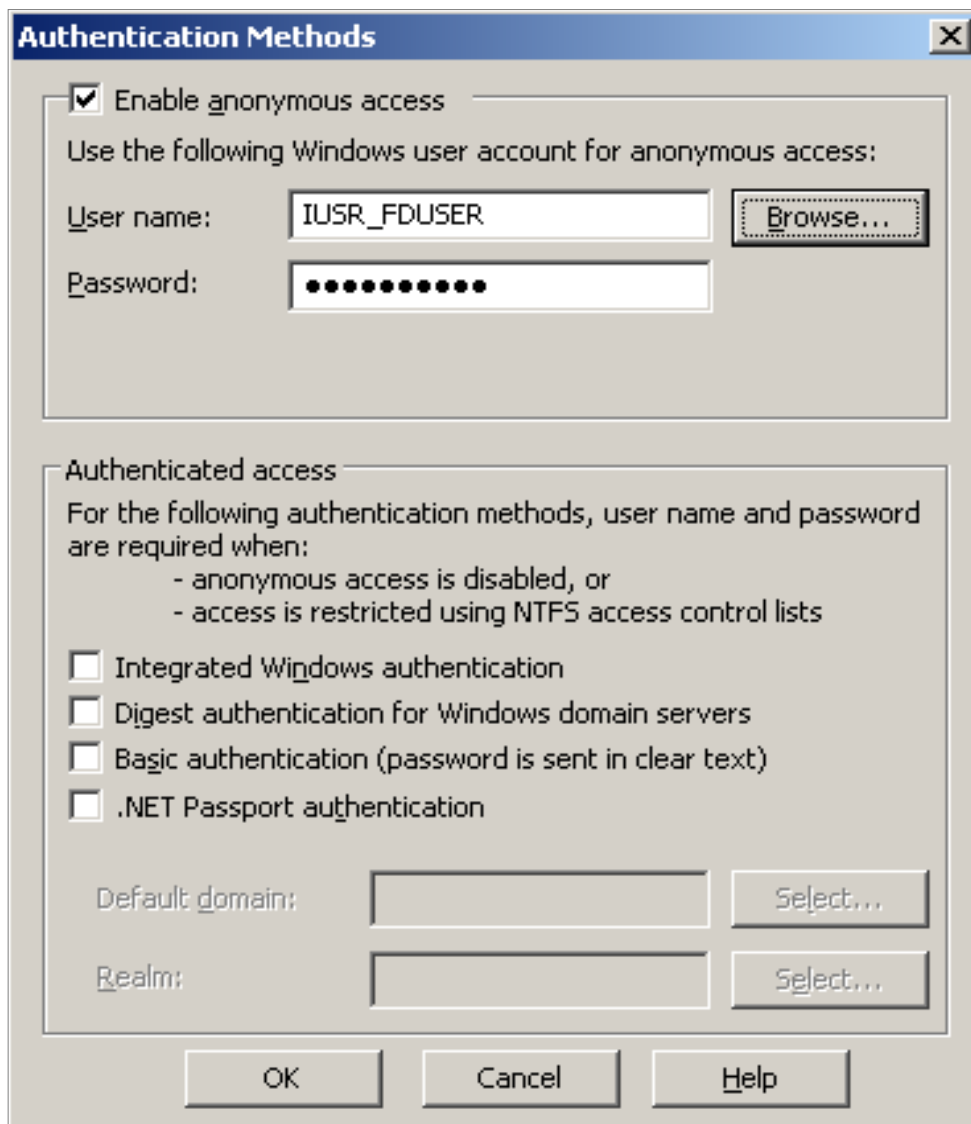 Authentication Methods
Enable anonymous access
Use the following Windows user account for anonymous access:
User name: IUSR_FDUSER Browse...
Password: ●●●●●●●●●●
Authenticated access
For the following authentication methods, user name and password
are required when:
- anonymous access is disabled, or
- access is restricted using NTFS access control lists
Integrated Windows authentication
Digest authentication for Windows domain servers
Basic authentication (password is sent in clear text)
.NET Passport authentication
Default domain: Select...
Realm: Select...
OK Cancel Help